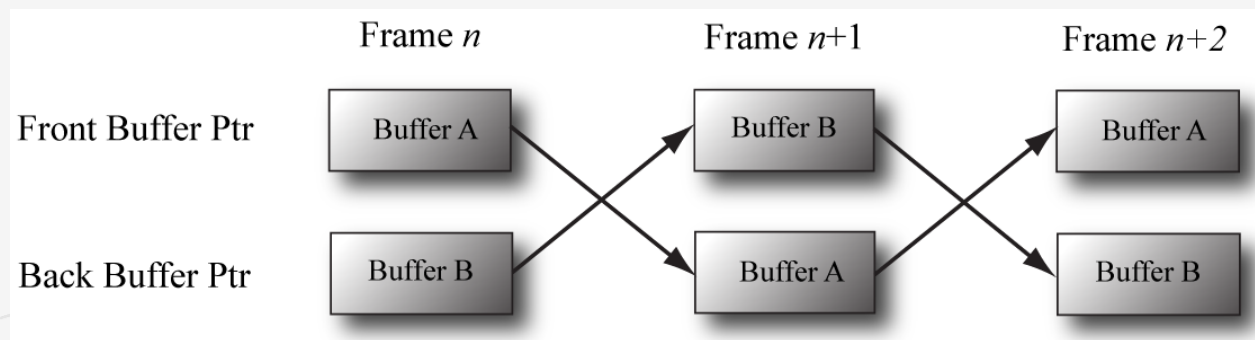 Frame n Frame n+1 Frame n+2
Front Buffer Ptr Buffer A Buffer B Buffer A
Back Buffer Ptr Buffer B Buffer A Buffer B